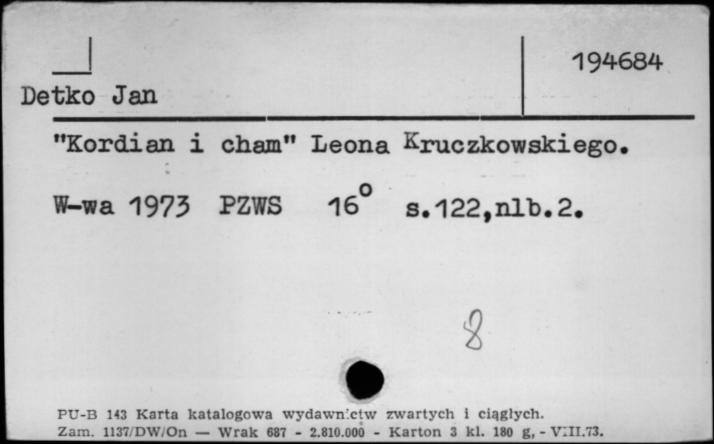 194684
Detko Jan
"Kordian i cham" Leona Kruczkowskiego.
W-wa 1973 PZWS 16° s.122,nlb.2.
8
PU-B 143 Karta katalogowa wydawnictw zwartych i ciągłych.
Zam. 1137/DW/On — Wrak 687 - 2.810.000 - Karton 3 kl. 180 g, - VIII.73.